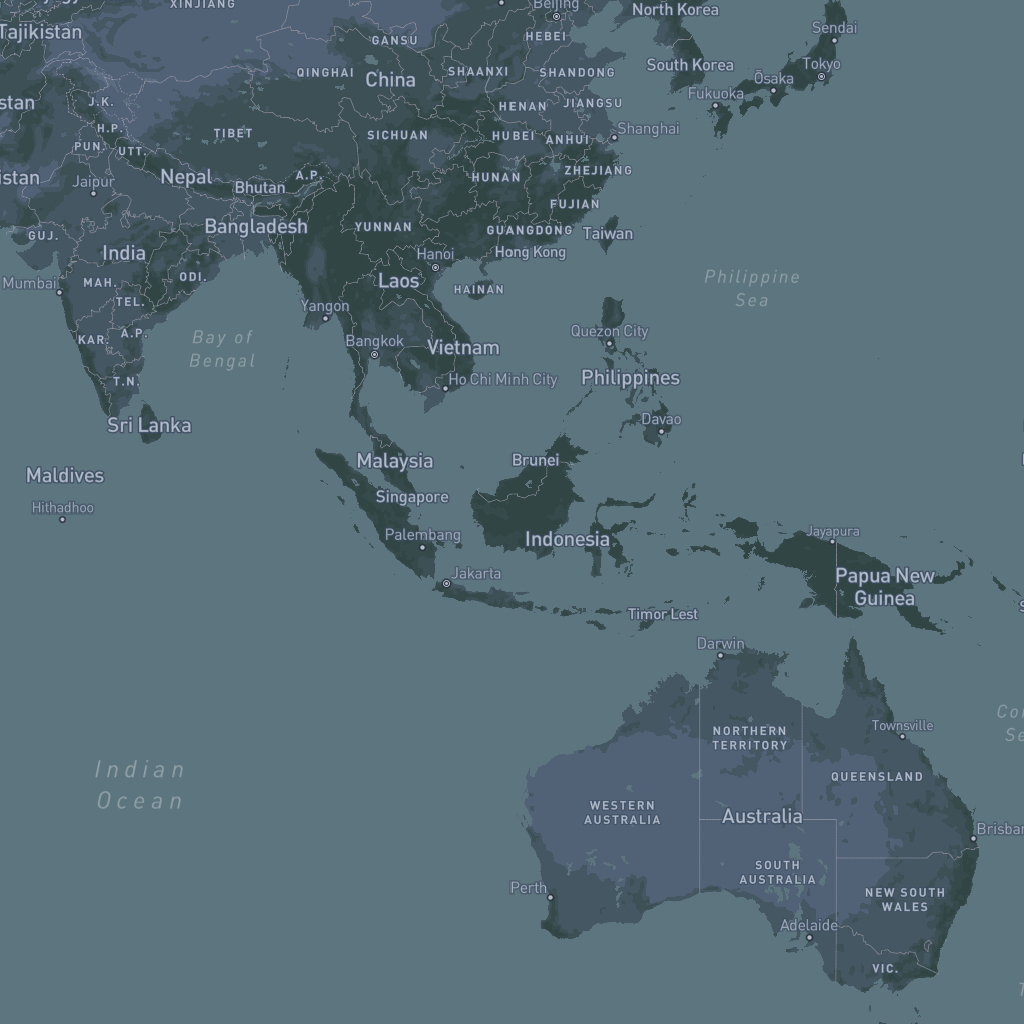 XINJIANG
Beijing
North Korea
Sendai
Tajikistan
GANSU
HEBEI
South Korea
Tokyo
QINGHAI
China
SHAANXI
SHANDONG
Ōsaka
Fukuoka
stan
J.K.
HENAN
JIANGSU
H.P.
TIBET
SICHUAN
HUBEI
ANHUI
Shanghai
PUN.
UTT.
istan
Jaipur
Nepal
Bhutan
A.P.
HUNAN
ZHEJIANG
FUJIAN
GUJ.
Bangladesh
YUNNAN
GUANGDONG
Taiwan
India
Hanoi
Hong Kong
Mumbai
MAH.
ODI.
Laos
HAINAN
Philippine
Sea
TEL.
Yangon
KAR.
A.P.
Bay of
Bengal
Bangkok
Vietnam
Quezon City
T.N.
Ho Chi Minh City
Philippines
Sri Lanka
Davao
Maldives
Malaysia
Brunei
Hithadhoo
Singapore
Palembang
Indonesia
Jayapura
Jakarta
Papua New
Guinea
Timor Lest
S
Darwin
Townsville
Cor
Se
NORTHERN
TERRITORY
QUEENSLAND
Indian
Ocean
WESTERN
AUSTRALIA
Australia
Brisbar
SOUTH
AUSTRALIA
Perth
NEW SOUTH
WALES
Adelaide
VIC.